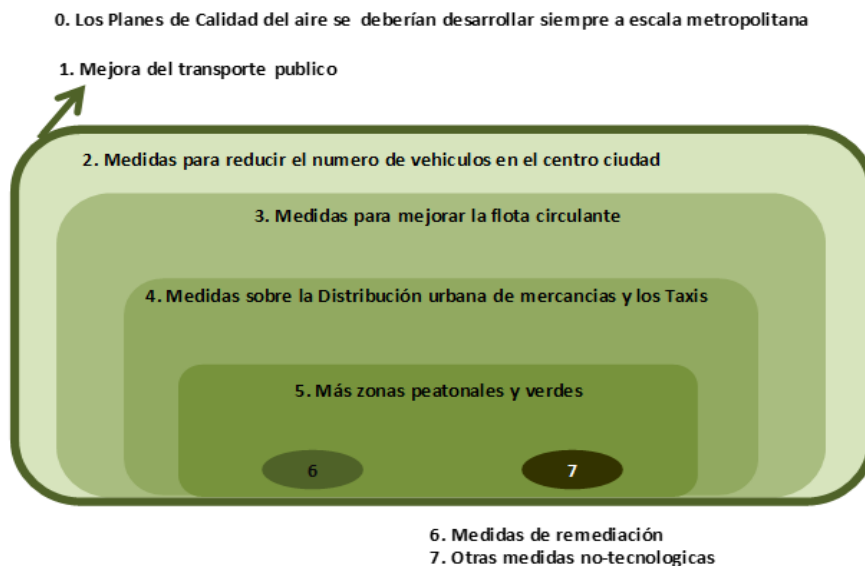 0. Los Planes de Calidad del aire se deberían desarrollar siempre a escala metropolitana
1. Mejora del transporte publico
2. Medidas para reducir el numero de vehiculos en el centro ciudad
3. Medidas para mejorar la flota circulante
4. Medidas sobre la Distribución urbana de mercancias y los Taxis
5. Más zonas peatonales y verdes
6
7
6. Medidas de remediación
7. Otras medidas no-tecnologicas